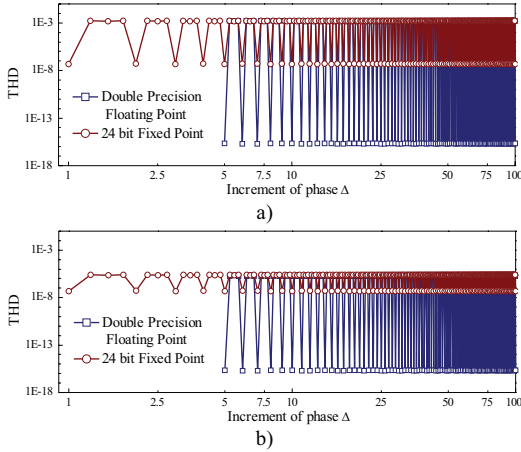 1E-3
1E-8
1E-13
1E-18
THD
Double Precision
Floating Point
24 bit Fixed Point
1 2.5 5 7.5 10 25 50 75 100
Increment of phase Δ
a)
1E-3
1E-8
1E-13
1E-18
THD
Double Precision
Floating Point
24 bit Fixed Point
1 2.5 5 7.5 10 25 50 75 100
Increment of phase Δ
b)